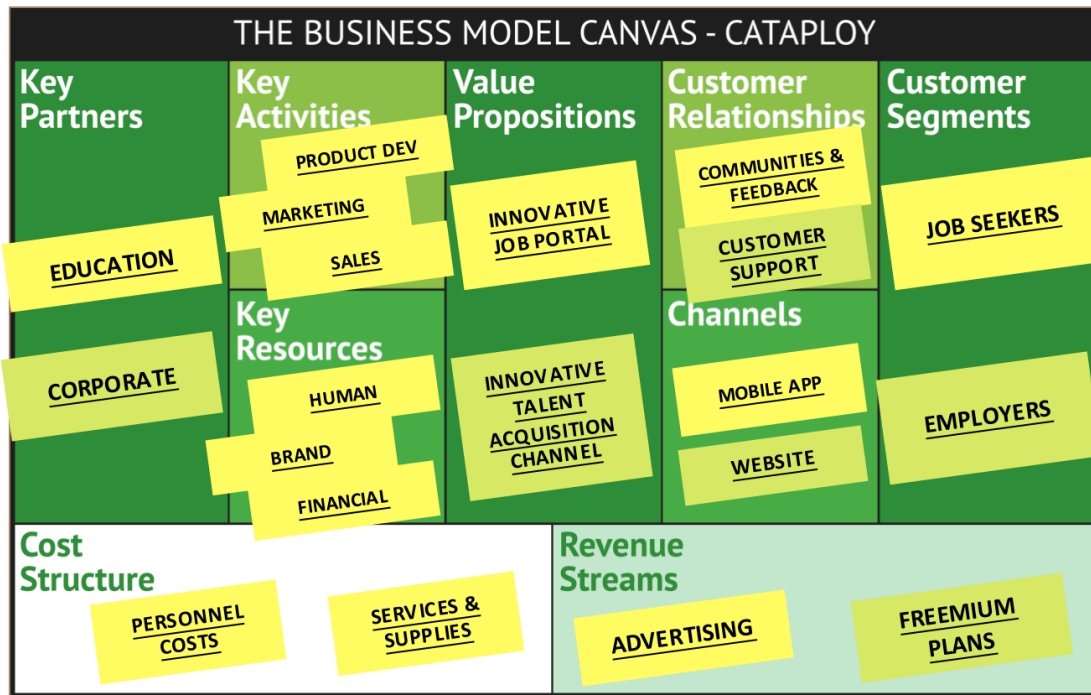 THE BUSINESS MODEL CANVAS - CATAPLOY
Key
Partners
EDUCATION
CORPORATE
Key
Activities
PRODUCT DEV
MARKETING
SALES
Key
Resources
HUMAN
BRAND
FINANCIAL
Value
Propositions
INNOVATIVE
JOB PORTAL
INNOVATIVE
TALENT
ACQUISITION
CHANNEL
Customer
Relationships
COMMUNITIES &
FEEDBACK
CUSTOMER
SUPPORT
Channels
MOBILE APP
WEBSITE
Customer
Segments
JOB SEEKERS
EMPLOYERS
Cost
Structure
PERSONNEL
COSTS
SERVICES &
SUPPLIES
Revenue
Streams
ADVERTISING
FREEMIUM
PLANS